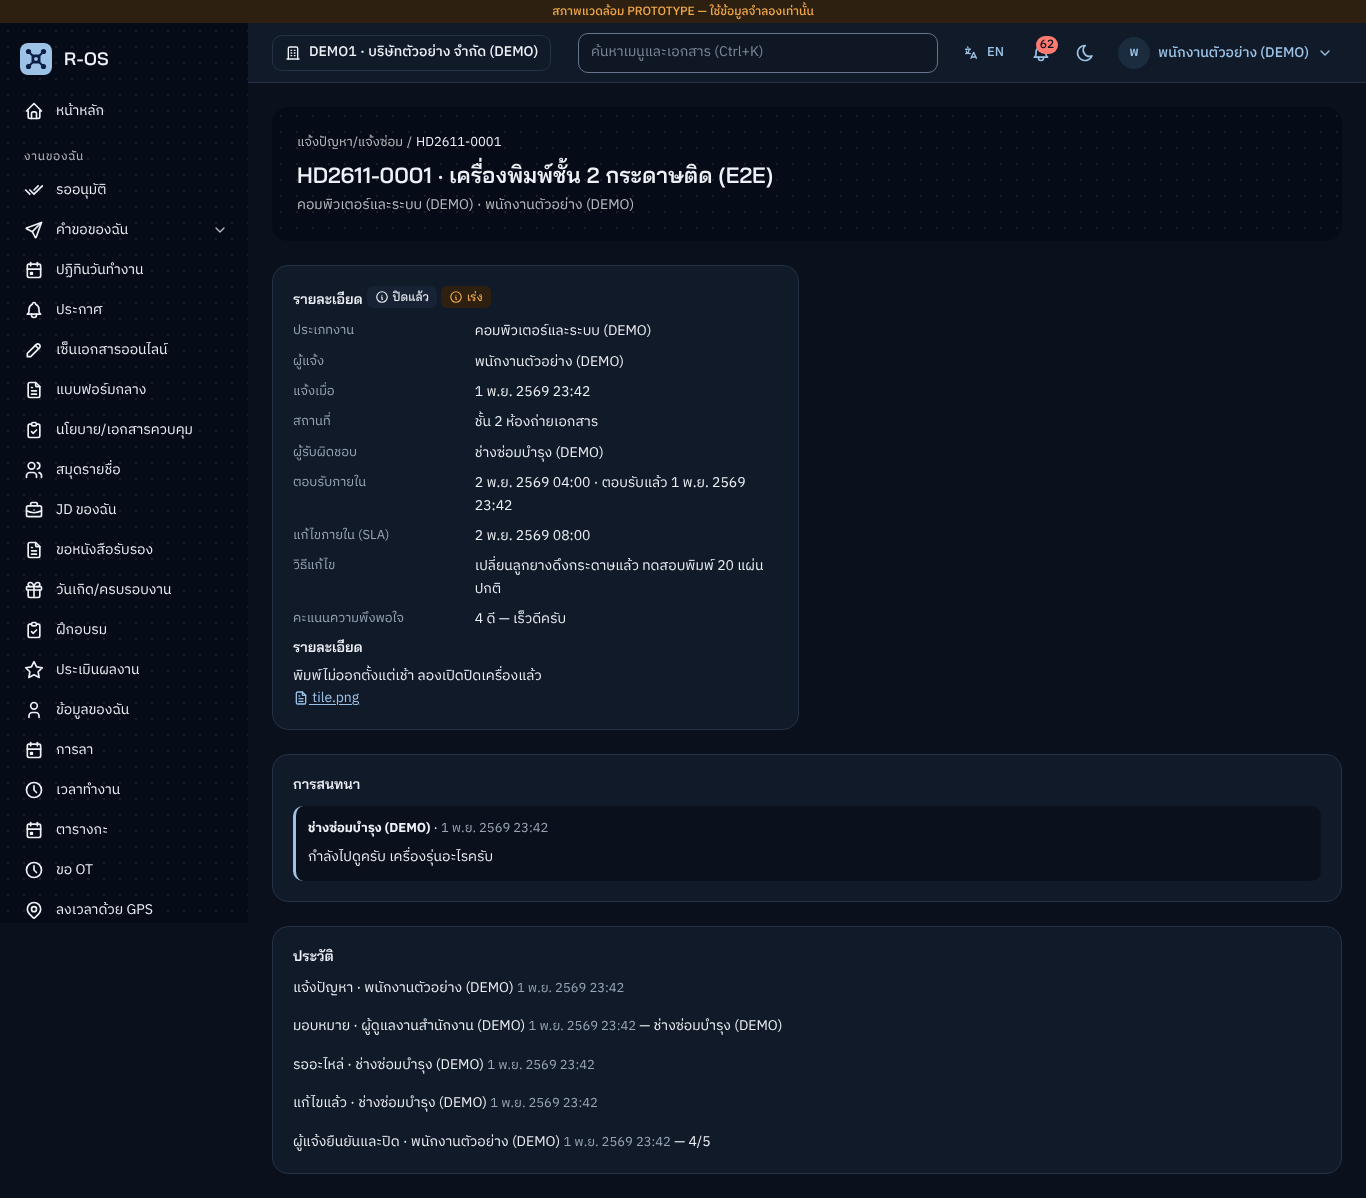 สภาพแวดล้อม PROTOTYPE — ใช้ข้อมูลจำลองเท่านั้น
R-OS
DEMO1 · บริษัทตัวอย่าง จำกัด (DEMO)
ค้นหาเมนูและเอกสาร (Ctrl+K)
EN
62
พ
พนักงานตัวอย่าง (DEMO)
หน้าหลัก
งานของฉัน
รออนุมัติ
คำขอของฉัน
ปฏิทินวันทำงาน
ประกาศ
เซ็นเอกสารออนไลน์
แบบฟอร์มกลาง
นโยบาย/เอกสารควบคุม
สมุดรายชื่อ
JD ของฉัน
ขอหนังสือรับรอง
วันเกิด/ครบรอบงาน
ฝึกอบรม
ประเมินผลงาน
ข้อมูลของฉัน
การลา
เวลาทำงาน
ตารางกะ
ขอ OT
ลงเวลาด้วย GPS
แจ้งปัญหา/แจ้งซ่อม / HD2611-0001
HD2611-0001 · เครื่องพิมพ์ชั้น 2 กระดาษติด (E2E)
คอมพิวเตอร์และระบบ (DEMO) · พนักงานตัวอย่าง (DEMO)
รายละเอียด ปิดแล้ว เร่ง
ประเภทงาน คอมพิวเตอร์และระบบ (DEMO)
ผู้แจ้ง พนักงานตัวอย่าง (DEMO)
แจ้งเมื่อ 1 พ.ย. 2569 23:42
สถานที่ ชั้น 2 ห้องถ่ายเอกสาร
ผู้รับผิดชอบ ช่างซ่อมบำรุง (DEMO)
ตอบรับภายใน 2 พ.ย. 2569 04:00 · ตอบรับแล้ว 1 พ.ย. 2569
23:42
แก้ไขภายใน (SLA) 2 พ.ย. 2569 08:00
วิธีแก้ไข เปลี่ยนลูกยางดึงกระดาษแล้ว ทดสอบพิมพ์ 20 แผ่น
ปกติ
คะแนนความพึงพอใจ 4 ดี — เร็วดีครับ
รายละเอียด
พิมพ์ไม่ออกตั้งแต่เช้า ลองเปิดปิดเครื่องแล้ว
tile.png
การสนทนา
ช่างซ่อมบำรุง (DEMO) · 1 พ.ย. 2569 23:42
กำลังไปดูครับ เครื่องรุ่นอะไรครับ
ประวัติ
แจ้งปัญหา · พนักงานตัวอย่าง (DEMO) 1 พ.ย. 2569 23:42
มอบหมาย · ผู้ดูแลงานสำนักงาน (DEMO) 1 พ.ย. 2569 23:42 — ช่างซ่อมบำรุง (DEMO)
รออะไหล่ · ช่างซ่อมบำรุง (DEMO) 1 พ.ย. 2569 23:42
แก้ไขแล้ว · ช่างซ่อมบำรุง (DEMO) 1 พ.ย. 2569 23:42
ผู้แจ้งยืนยันและปิด · พนักงานตัวอย่าง (DEMO) 1 พ.ย. 2569 23:42 — 4/5